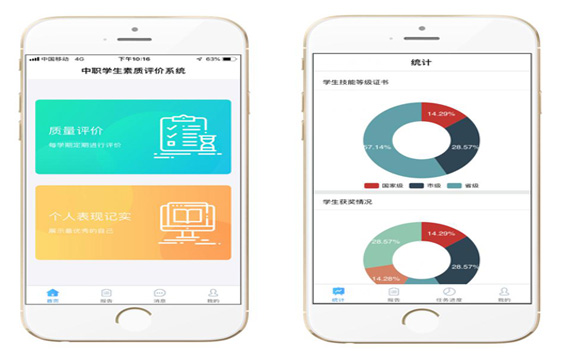 中国移动 4G 下午10:16 63%
中职学生素质评价系统
质量评价
每学期定期进行评价
个人表现记实
展示最优秀的自己
首页 报告 消息 我的
统计
学生技能等级证书
14.29%
57.14%
28.57%
国家级 市级 省级
学生获奖情况
14.29%
28.57%
28.57%
14.28%
统计 报告 任务进度 我的